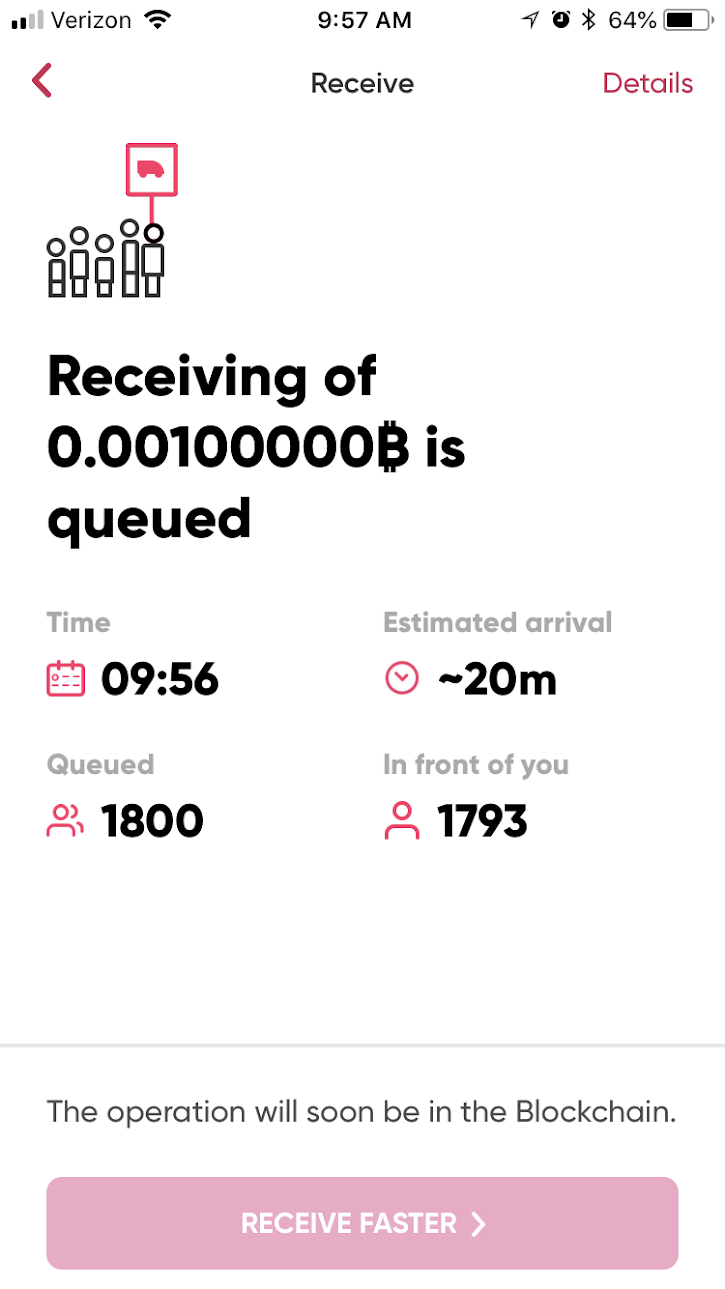 Verizon 9:57 AM 64%
Receive Details
Receiving of
0.00100000฿ is
queued
Time Estimated arrival
09:56 ~20m
Queued In front of you
1800 1793
The operation will soon be in the Blockchain.
RECEIVE FASTER